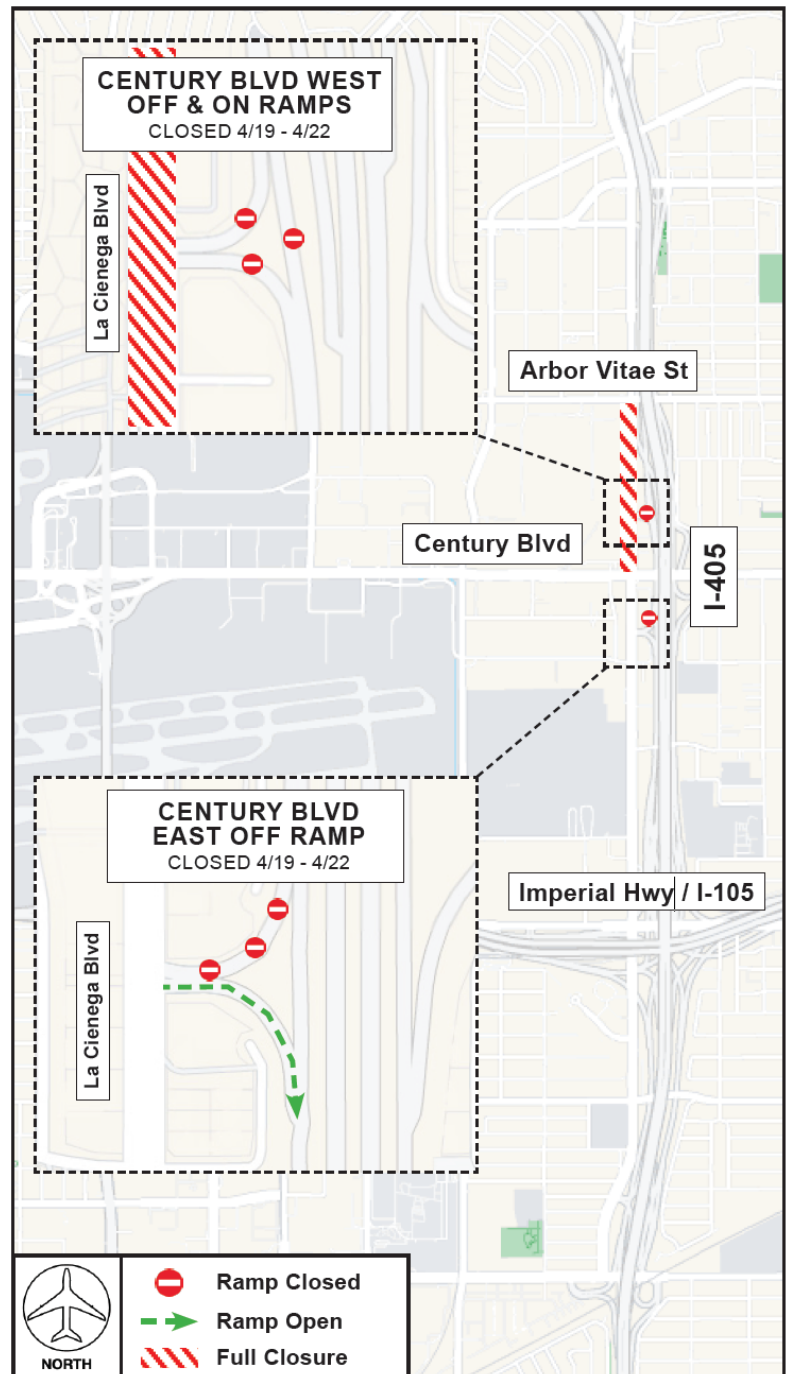 CENTURY BLVD WEST
OFF & ON RAMPS
CLOSED 4/19 - 4/22
La Cienega Blvd
Arbor Vitae St
Century Blvd
I-405
CENTURY BLVD
EAST OFF RAMP
CLOSED 4/19 - 4/22
La Cienega Blvd
Imperial Hwy / I-105
NORTH
Ramp Closed
Ramp Open
Full Closure